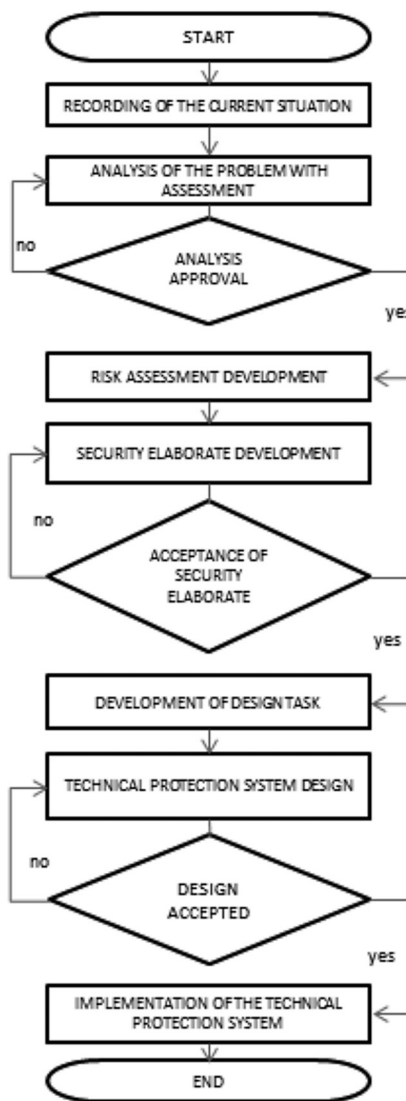 START
RECORDING OF THE CURRENT SITUATION
ANALYSIS OF THE PROBLEM WITH
ASSESSMENT
no
ANALYSIS
APPROVAL
yes
RISK ASSESSMENT DEVELOPMENT
SECURITY ELABORATE DEVELOPMENT
no
ACCEPTANCE OF
SECURITY
ELABORATE
yes
DEVELOPMENT OF DESIGN TASK
TECHNICAL PROTECTION SYSTEM DESIGN
no
DESIGN
ACCEPTED
yes
IMPLEMENTATION OF THE TECHNICAL
PROTECTION SYSTEM
END